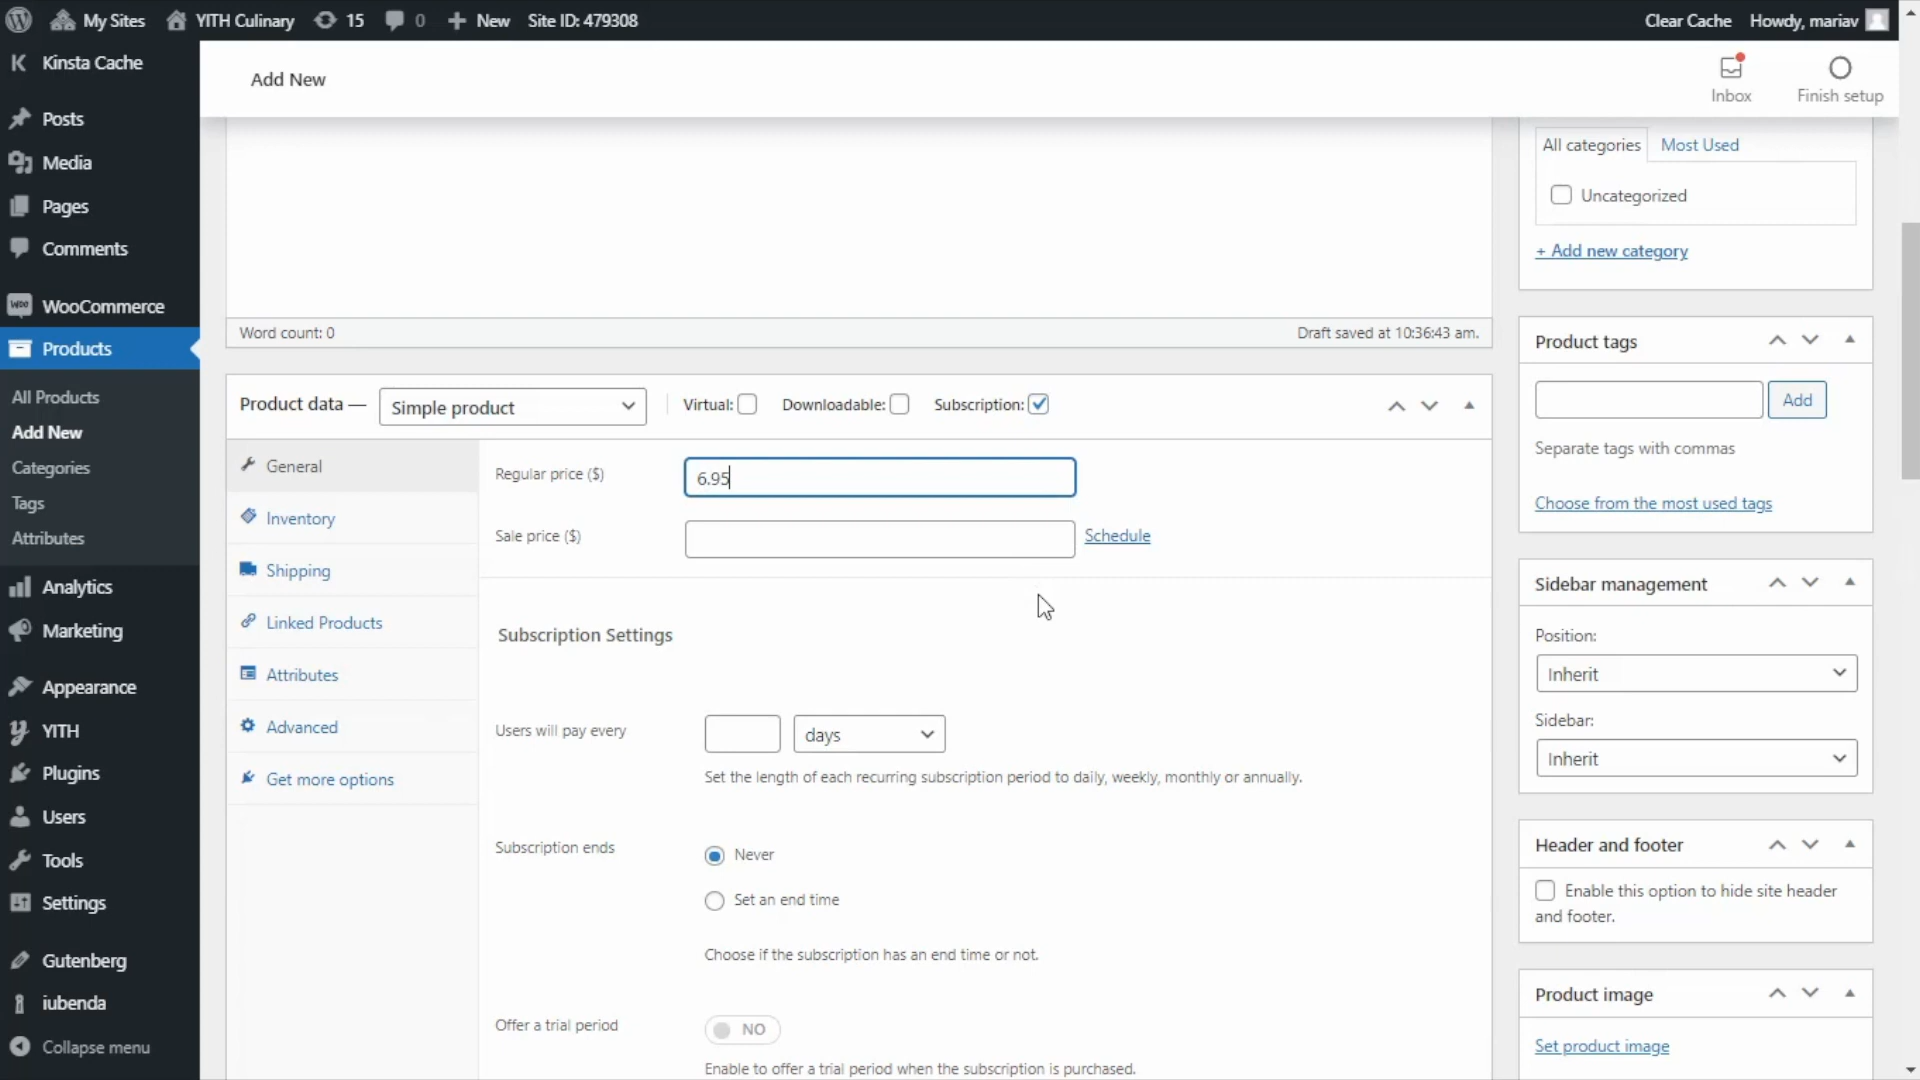 My Sites
YITH Culinary
15
0
New
Site ID: 479308
Clear Cache
Howdy, mariav
Kinsta Cache
Posts
Media
Pages
Comments
WOO WooCommerce
Products
All Products
Add New
Categories
Tags
Attributes
Analytics
Marketing
Appearance
YITH
Plugins
Users
Tools
Settings
Gutenberg
iubenda
Collapse menu
Add New
Inbox
Finish setup
Word count: 0
Draft saved at 10:36:43 am.
Product data —
Simple product
Virtual:
Downloadable:
Subscription:
General
Inventory
Shipping
Linked Products
Attributes
Advanced
Get more options
Regular price ($)
6.95
Sale price ($)
Schedule
Subscription Settings
Users will pay every
days
Set the length of each recurring subscription period to daily, weekly, monthly or annually.
Subscription ends
Never
Set an end time
Choose if the subscription has an end time or not.
Offer a trial period
NO
Enable to offer a trial period when the subscription is purchased.
All categories
Most Used
Uncategorized
+ Add new category
Product tags
Add
Separate tags with commas
Choose from the most used tags
Sidebar management
Position:
Inherit
Sidebar:
Inherit
Header and footer
Enable this option to hide site header
and footer.
Product image
Set product image